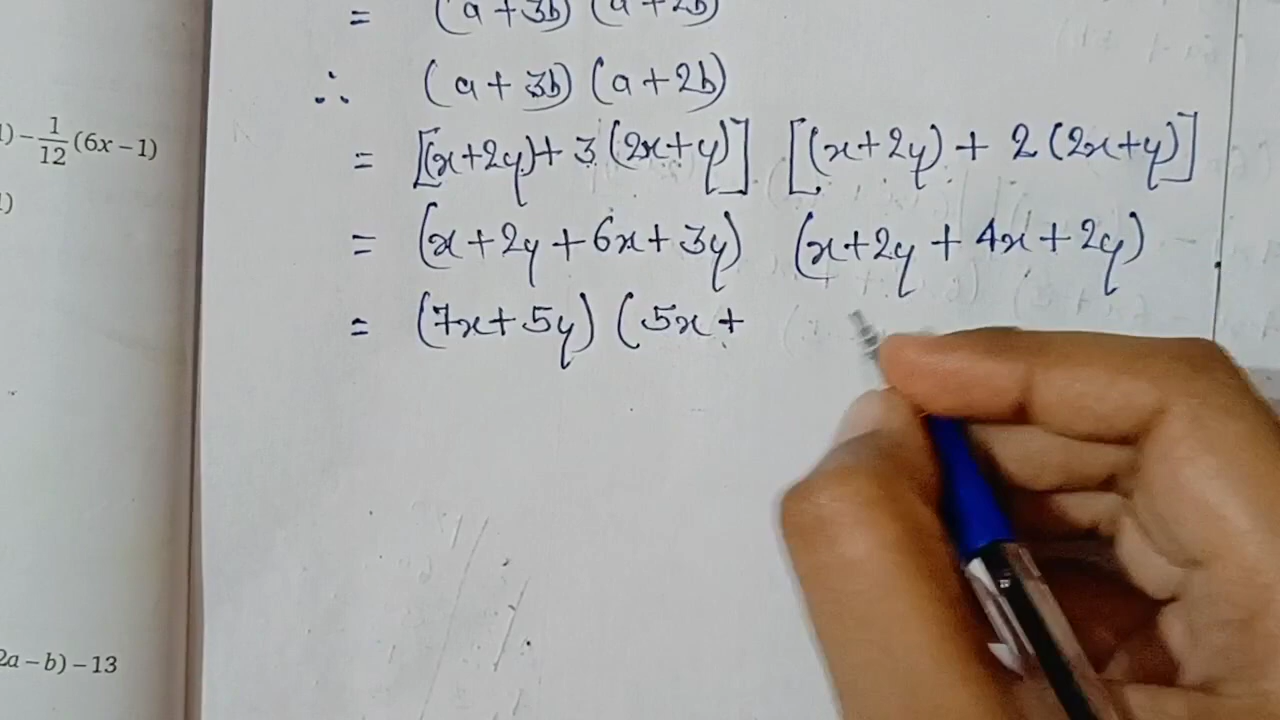 = (a+3b) (a+2b)
∴ (a+3b) (a+2b)
1) − 1/12 (6x − 1)
= [(x+2y)+3(2x+y)] [(x+2y)+2(2x+y)]
)
= (x+2y+6x+3y) (x+2y+4x+2y)
= (7x+5y) (5x+
2a − b) − 13